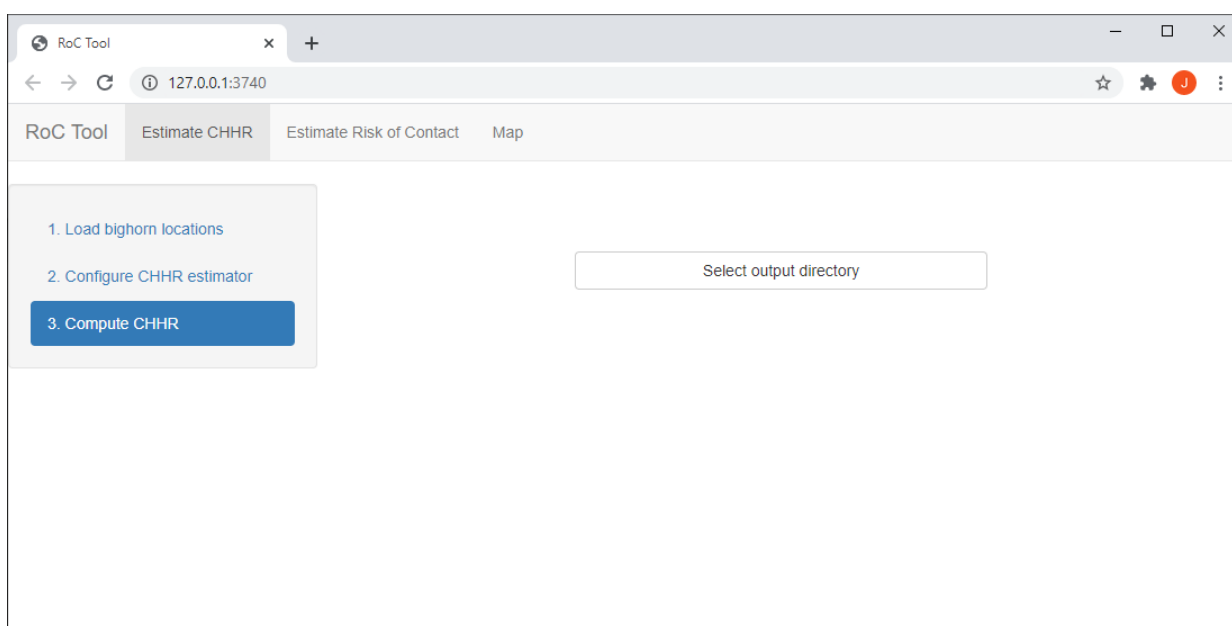 RoC Tool
127.0.0.1:3740
J
RoC Tool Estimate CHHR Estimate Risk of Contact Map
1. Load bighorn locations
2. Configure CHHR estimator
3. Compute CHHR
Select output directory